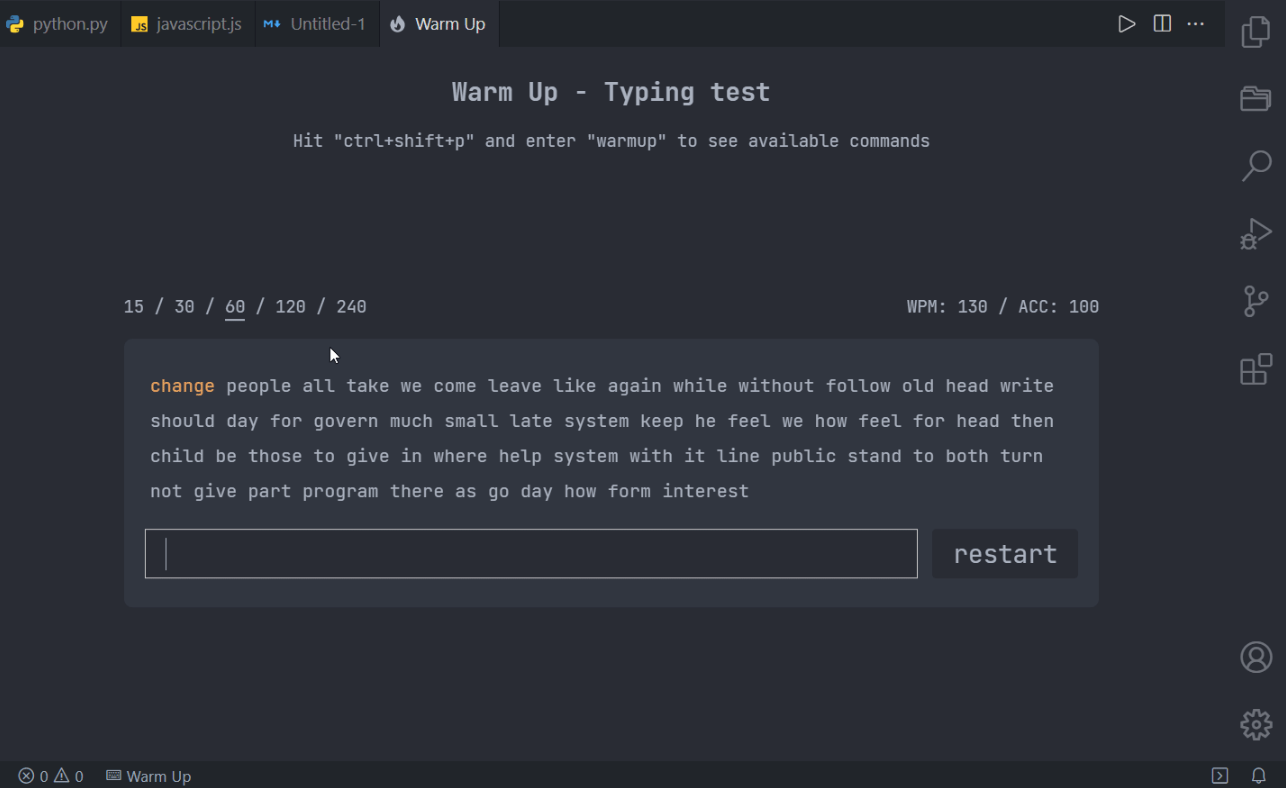 python.py JS javascript.js M Untitled-1 Warm Up
Warm Up - Typing test
Hit "ctrl+shift+p" and enter "warmup" to see available commands
15 / 30 / 60 / 120 / 240 WPM: 130 / ACC: 100
change people all take we come leave like again while without follow old head write
should day for govern much small late system keep he feel we how feel for head then
child be those to give in where help system with it line public stand to both turn
not give part program there as go day how form interest
restart
0 0 Warm Up